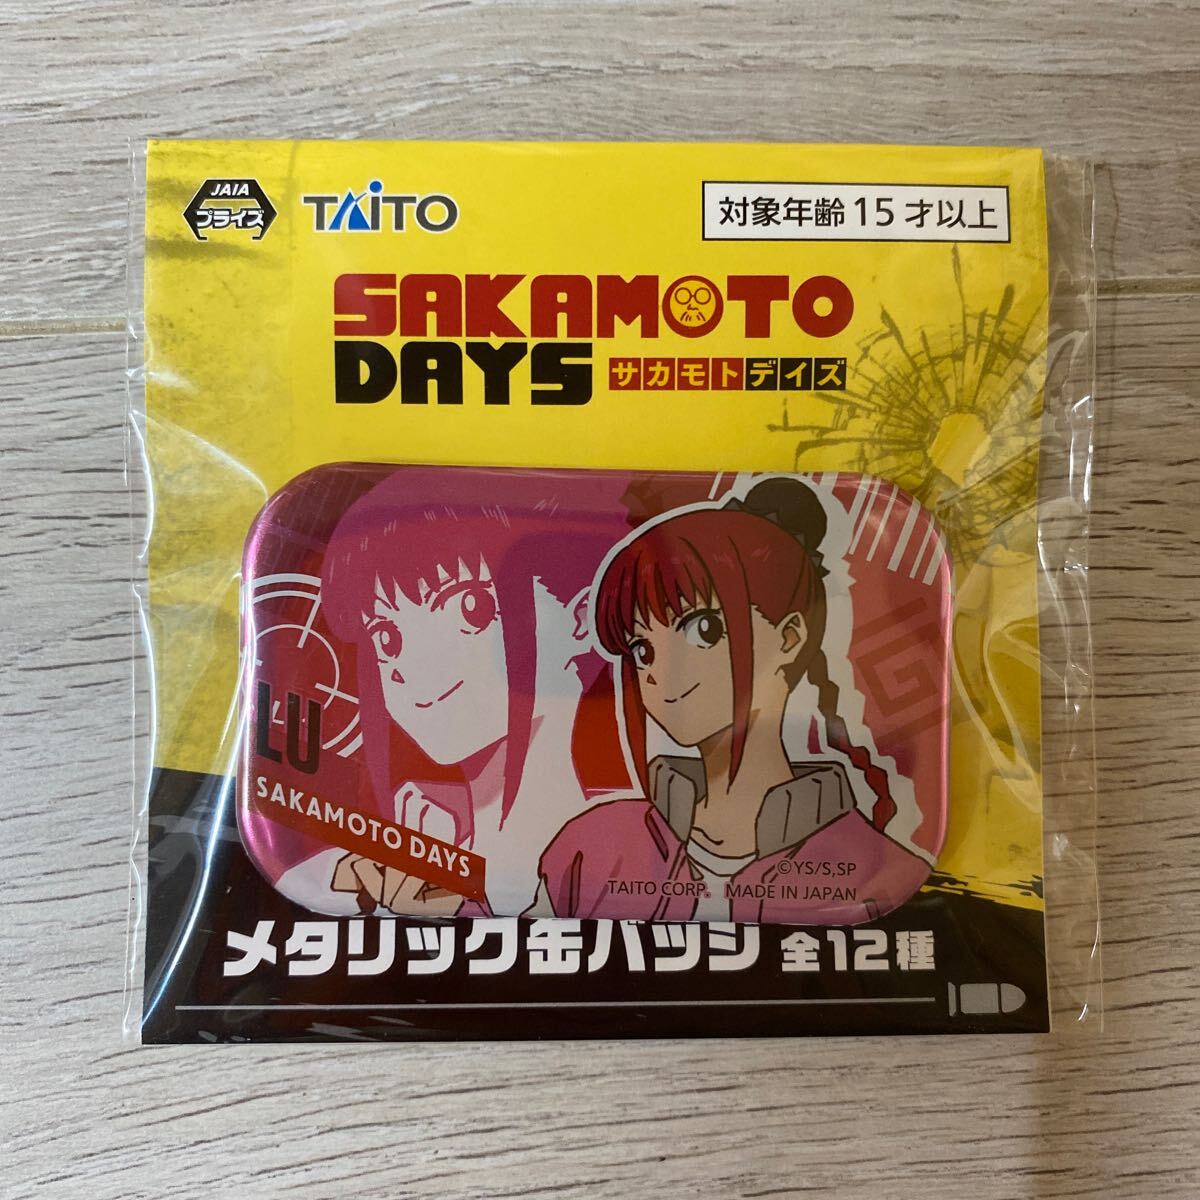 JAIA
プライズ
TAiTO
対象年齢15才以上
SAKAMOTO
DAYS サカモトデイズ
LU
SAKAMOTO DAYS
©YS/S,SP
TAITO CORP. MADE IN JAPAN
メタリック缶バッジ 全12種